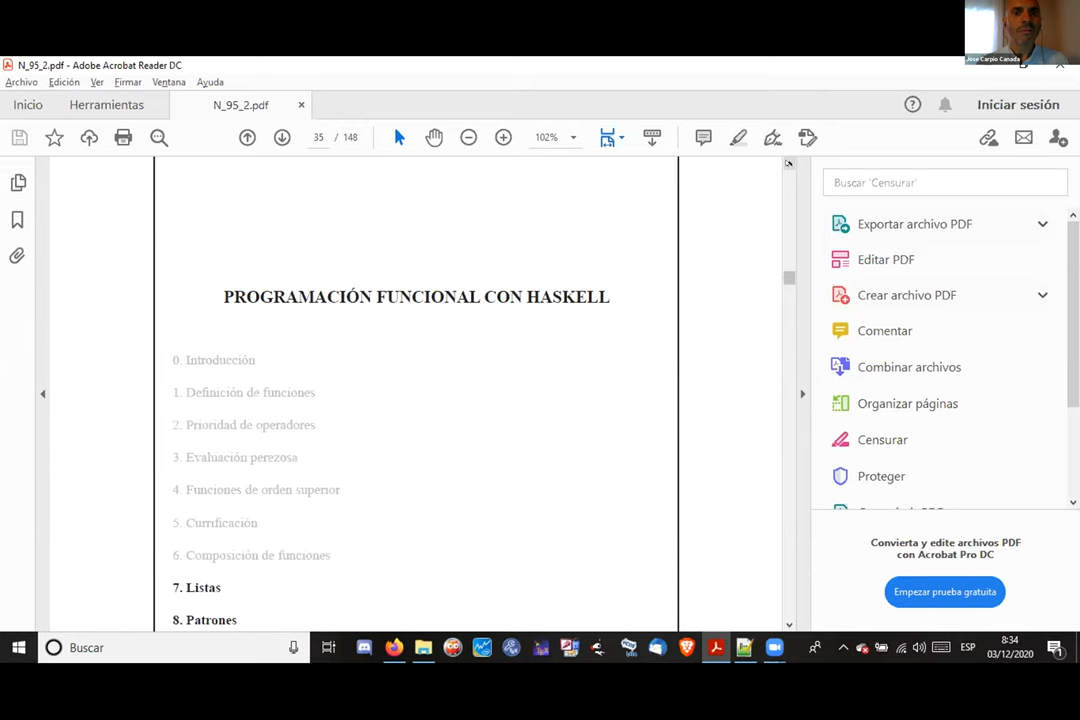 Jose Carpio Canada
N_95_2.pdf - Adobe Acrobat Reader DC
Archivo Edición Ver Firmar Ventana Ayuda
Inicio Herramientas N_95_2.pdf × Iniciar sesión
35 / 148 102%
Buscar 'Censurar'
Exportar archivo PDF
Editar PDF
Crear archivo PDF
Comentar
Combinar archivos
Organizar páginas
Censurar
Proteger
Convierta y edite archivos PDF
con Acrobat Pro DC
Empezar prueba gratuita
PROGRAMACIÓN FUNCIONAL CON HASKELL
0. Introducción
1. Definición de funciones
2. Prioridad de operadores
3. Evaluación perezosa
4. Funciones de orden superior
5. Currificación
6. Composición de funciones
7. Listas
8. Patrones
Buscar
ESP
8:34
03/12/2020
1